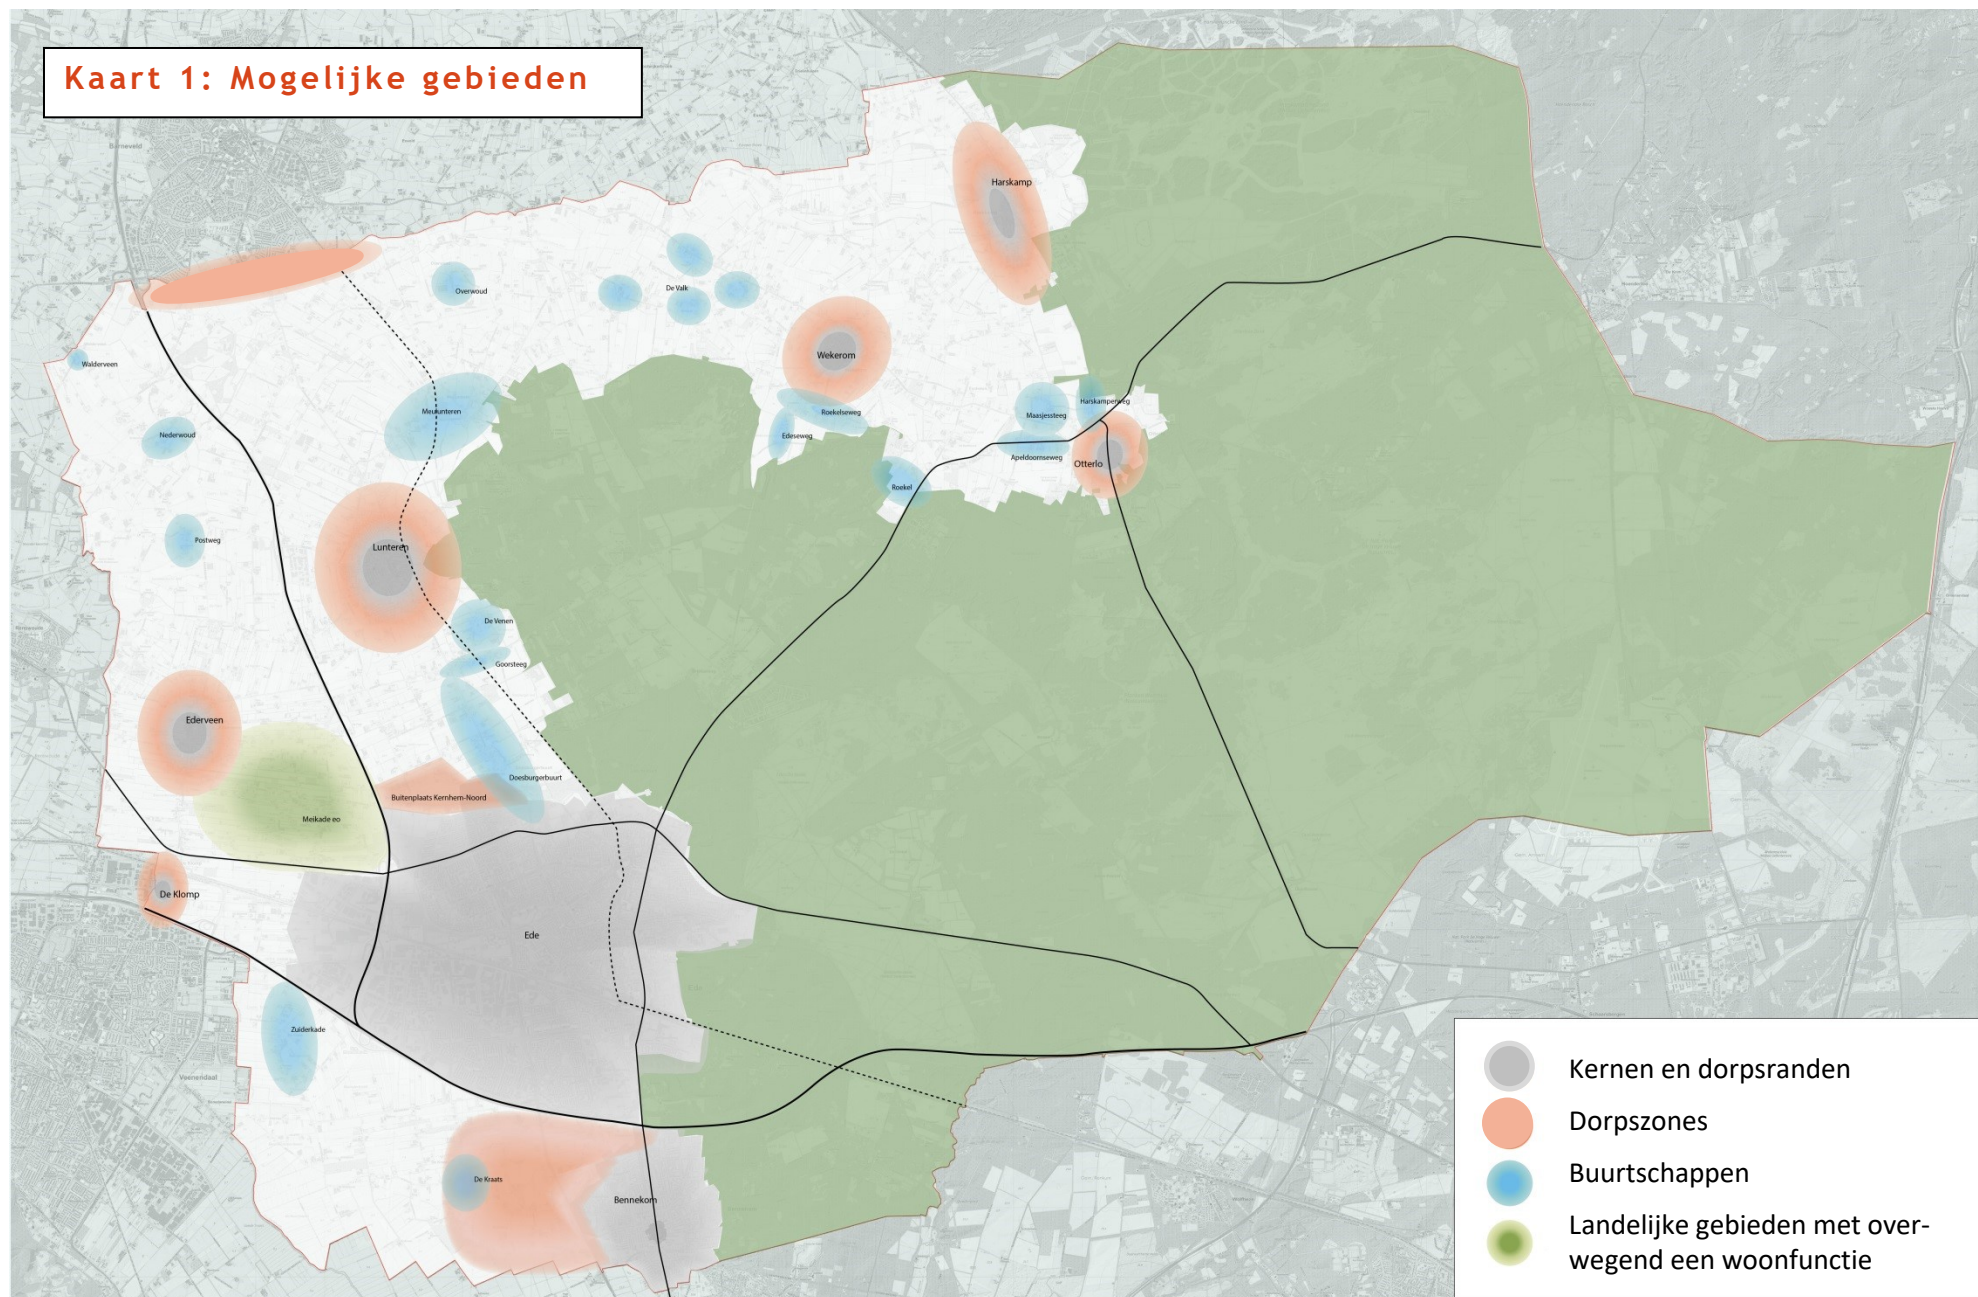 Kaart 1: Mogelijke gebieden
Barneveld
Harskamp
Overwoud
De Valk
Walderveen
Wekerom
Meulunteren
Roekelseweg
Harskamperweg
Maasjessteeg
Nederwoud
Edeseweg
Apeldoornseweg
Otterlo
Roekel
Postweg
Lunteren
De Venen
Goorsteeg
Ederveen
Doesburgerbuurt
Buitenplaats Kernhem-Noord
Meikade eo
De Klomp
Ede
Zuiderkade
Veenendaal
De Kraats
Bennekom
Kernen en dorpsranden
Dorpszones
Buurtschappen
Landelijke gebieden met over-
wegend een woonfunctie